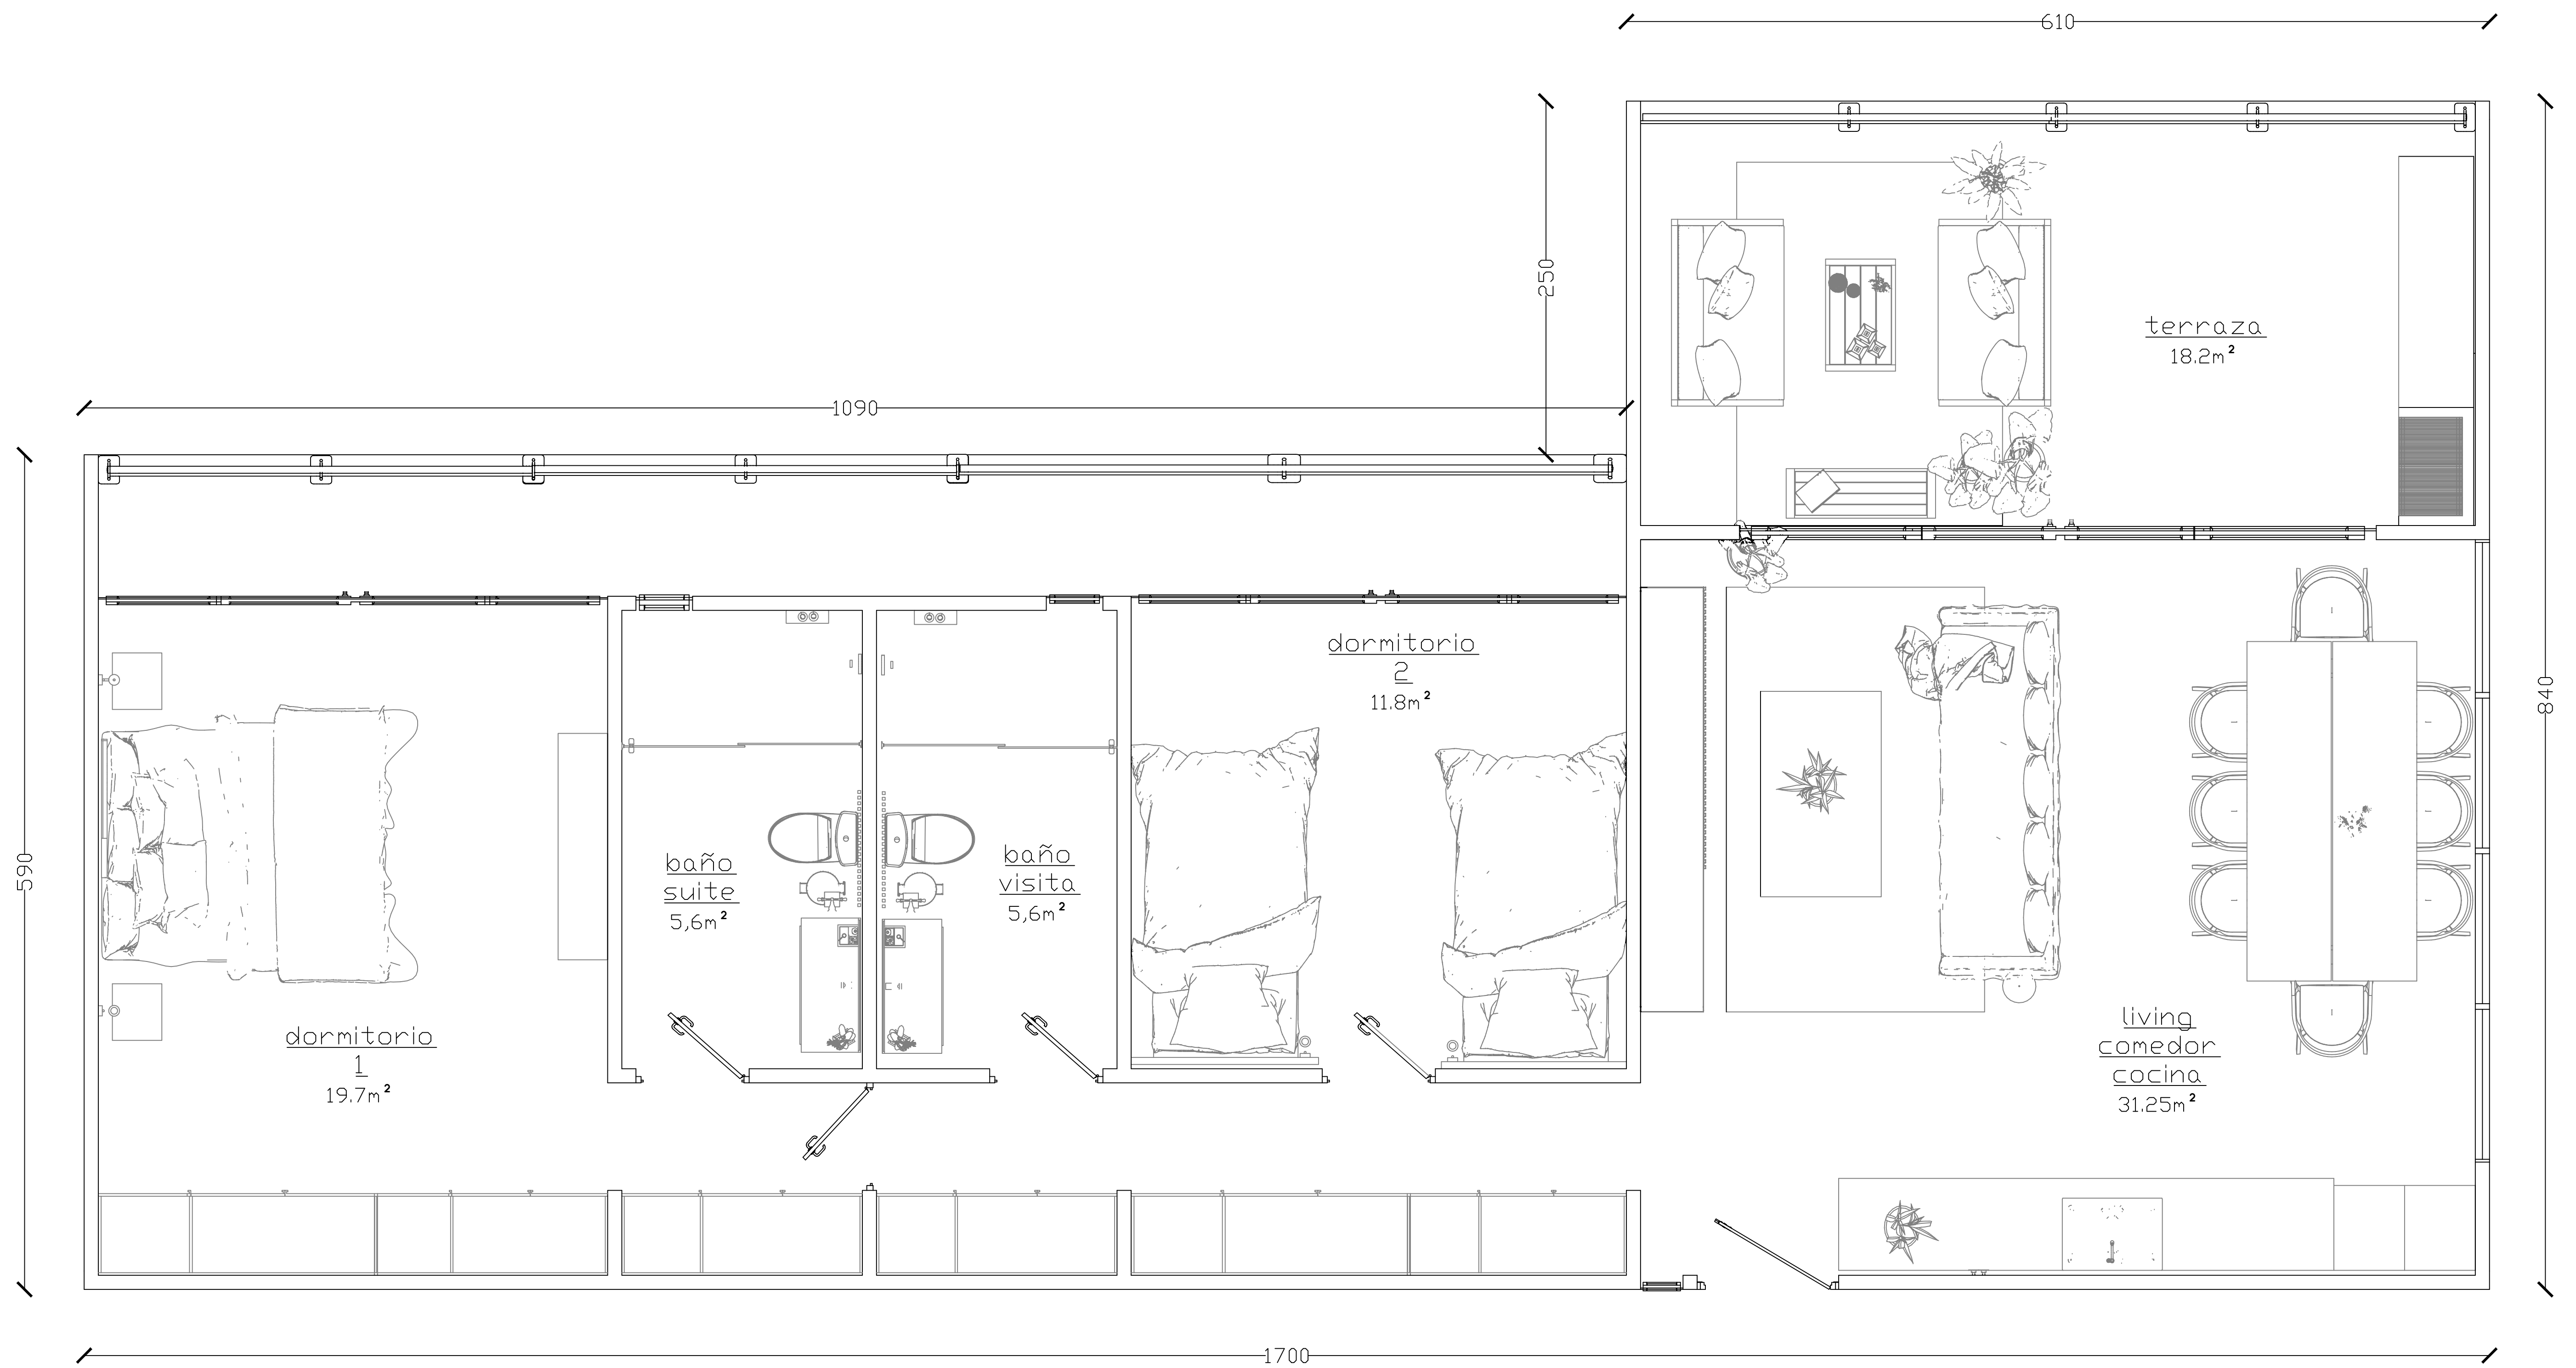 610
250
terraza
18.2m²
1090
dormitorio
2
11.8m²
840
590
baño
suite
5,6m²
baño
visita
5,6m²
dormitorio
1
19.7m²
living
comedor
cocina
31.25m²
1700